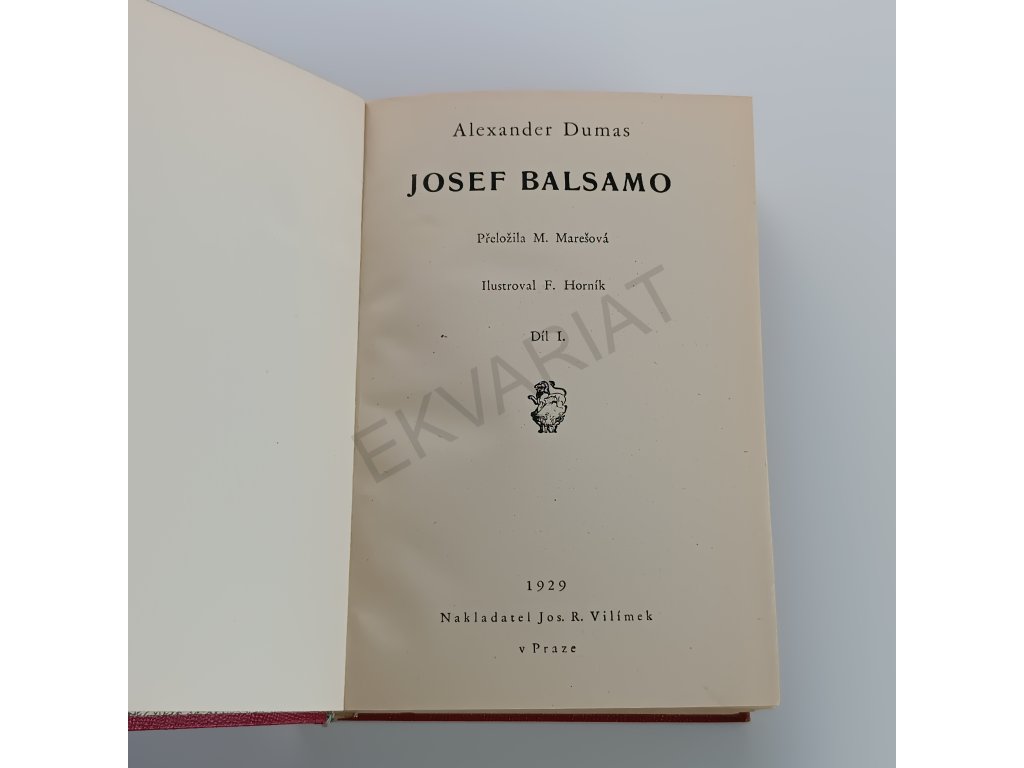 Alexander Dumas
JOSEF BALSAMO
Přeložila M. Marešová
Ilustroval F. Horník
Díl I.
EKVARIAT
1929
Nakladatel Jos. R. Vilímek
v Praze